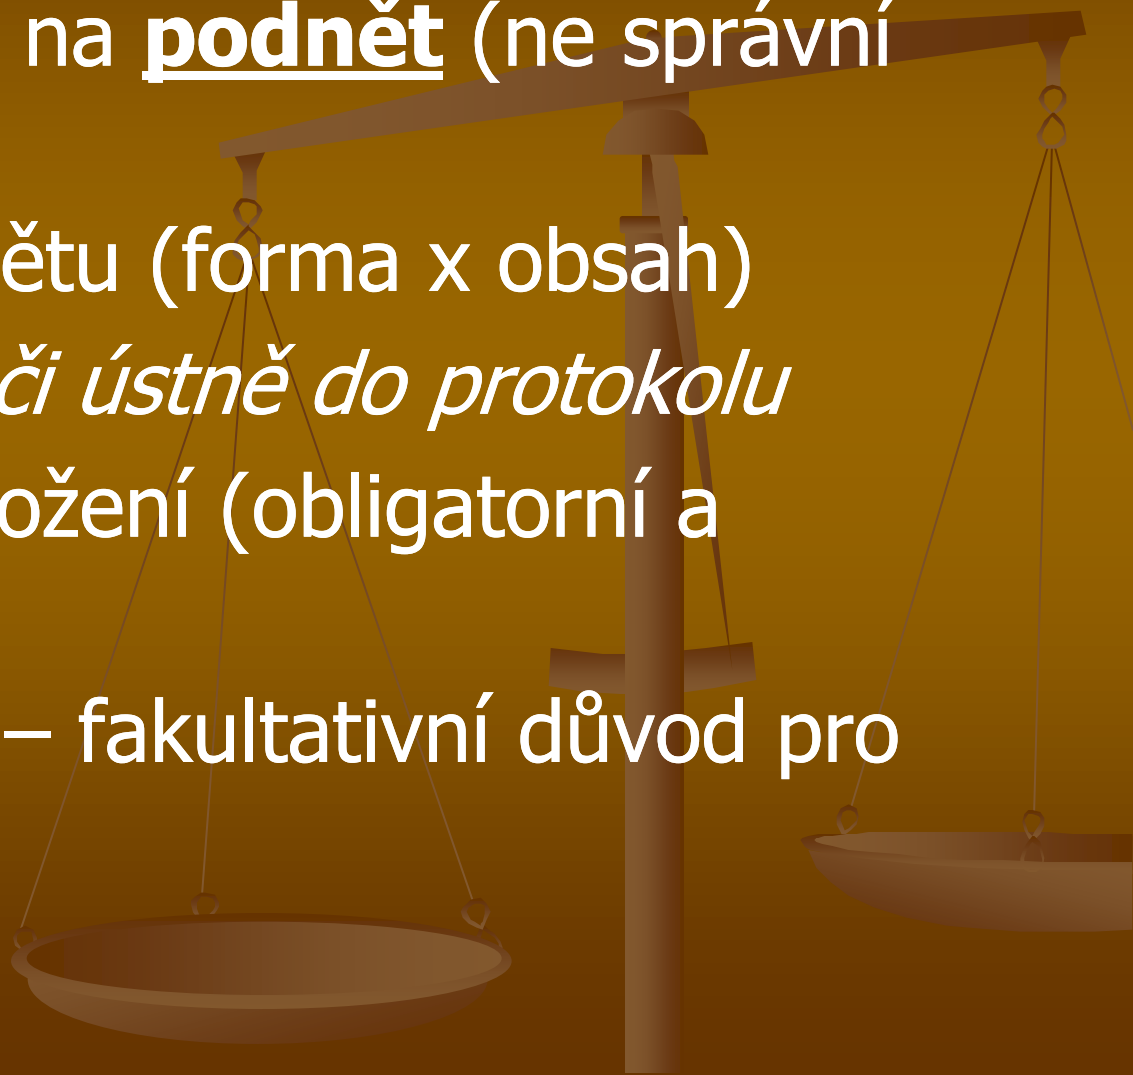 na podnět (ne správní
ětu (forma x obsah)
či ústně do protokolu
ožení (obligatorní a
– fakultativní důvod pro